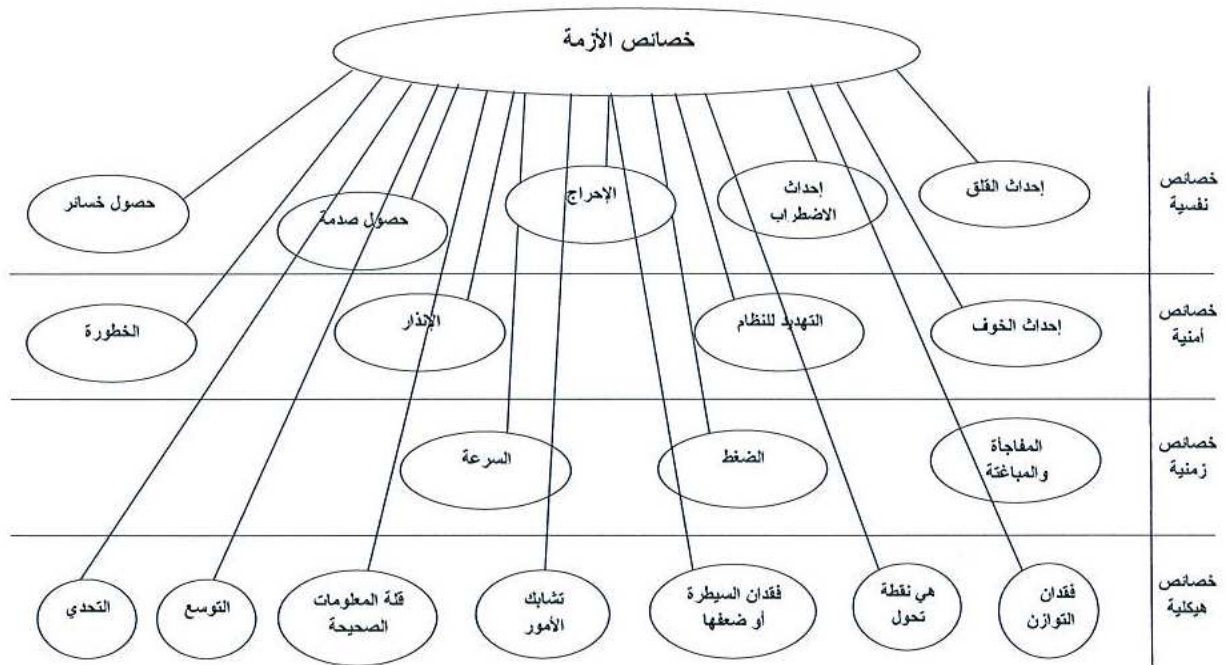 خصائص الأزمة
خصائص
نفسية
إحداث القلق
إحداث
الاضطراب
الإحراج
حصول صدمة
حصول خسائر
خصائص
أمنية
إحداث الخوف
التهديد للنظام
الإنذار
الخطورة
خصائص
زمنية
المفاجأة
والمباغتة
الضغط
السرعة
خصائص
هيكلية
فقدان
التوازن
هي نقطة
تحول
فقدان السيطرة
أو ضعفها
تشابك
الأمور
قلة المعلومات
الصحيحة
التوسع
التحدي